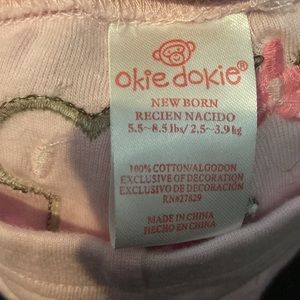 okie dokie®
NEW BORN
RECIEN NACIDO
5.5~8.5 lbs/ 2.5~3.9 kg
100% COTTON/ALGODON
EXCLUSIVE OF DECORATION
EXCLUSIVO DE DECORACIÓN
RN#27829
MADE IN CHINA
HECHO EN CHINA